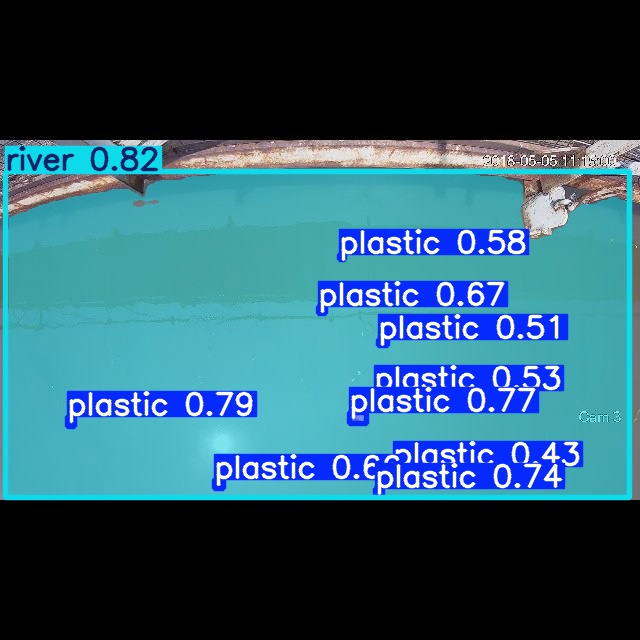 river 0.82
2018-05-05 11:15:00
plastic 0.58
plastic 0.67
plastic 0.51
plastic 0.53
plastic 0.79
plastic 0.77
Cam 3
plastic 0.43
plastic
plastic 0.74